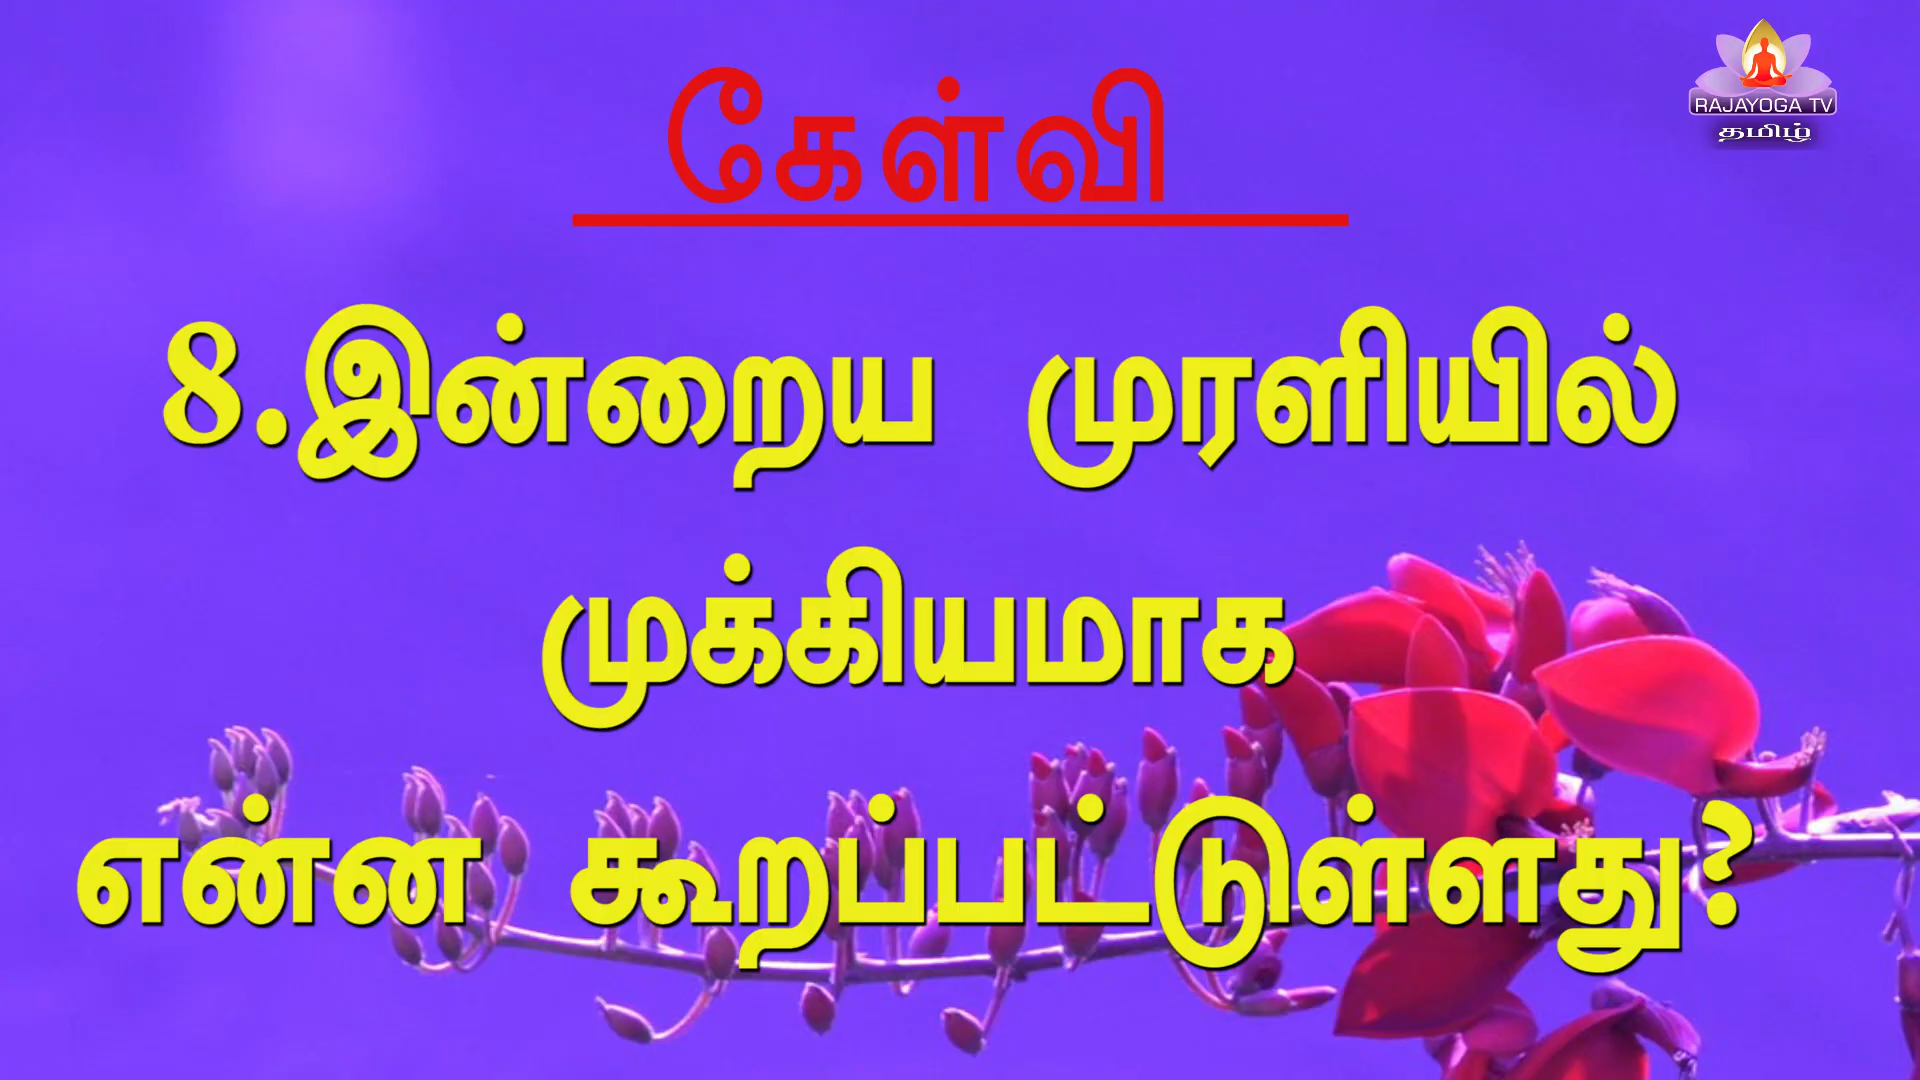 RAJAYOGA TV
தமிழ்
கேள்வி
8.இன்றைய முரளியில்
முக்கியமாக
என்ன கூறப்பட்டுள்ளது?